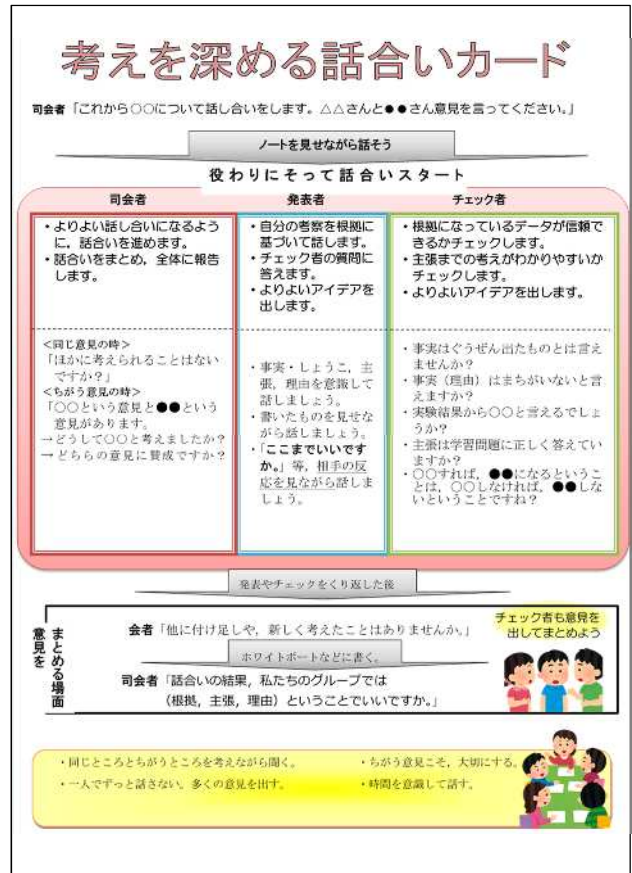 考えを深める話合いカード
司会者「これから○○について話し合いをします。△△さんと●●さん意見を言ってください。」
ノートを見せながら話そう
役わりにそって話合いスタート
司会者
・よりよい話し合いになるよう
に，話合いを進めます。
・話合いをまとめ，全体に報告
します。
<同じ意見の時>
「ほかに考えられることはない
ですか？」
<ちがう意見の時>
「○○という意見と●●という
意見があります。
→どうして○○と考えましたか？
→どちらの意見に賛成ですか？
発表者
・自分の考察を根拠に
基づいて話します。
・チェック者の質問に
答えます。
・よりよいアイデアを
出します。
・事実・しょうこ，主
張，理由を意識して
話しましょう。
・書いたものを見せな
がら話しましょう。
・「ここまでいいです
か。」等，相手の反
応を見ながら話しま
しょう。
チェック者
・根拠になっているデータが信頼で
きるかチェックします。
・主張までの考えがわかりやすいか
チェックします。
・よりよいアイデアを出します。
・事実はぐうぜん出たものとは言え
ませんか？
・事実（理由）はまちがいないと言
えますか？
・実験結果から○○と言えるでしょ
うか？
・主張は学習問題に正しく答えてい
ますか？
・○○すれば，●●になるというこ
とは，○○しなければ，●●しな
いということですね？
発表やチェックをくり返した後
意見を
まとめる場面
会者「他に付け足しや，新しく考えたことはありませんか。」
チェック者も意見を
出してまとめよう
ホワイトボードなどに書く。
司会者「話合いの結果，私たちのグループでは
（根拠，主張，理由）ということでいいですか。」
・同じところとちがうところを考えながら聞く。
・ちがう意見こそ，大切にする。
・一人でずっと話さない。多くの意見を出す。
・時間を意識して話す。